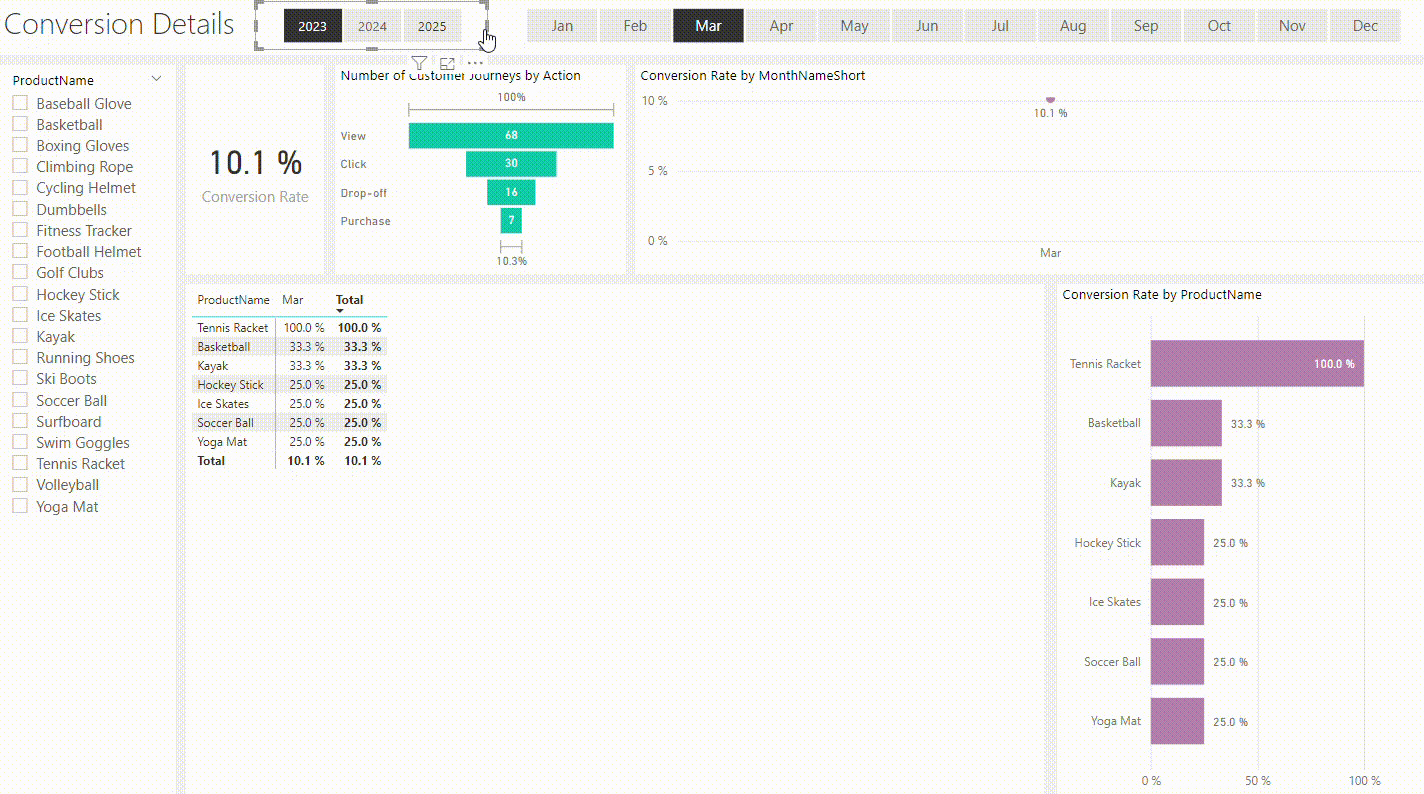 Conversion Details
2023 2024 2025
Jan Feb Mar Apr May Jun Jul Aug Sep Oct Nov Dec
ProductName
Baseball Glove
Basketball
Boxing Gloves
Climbing Rope
Cycling Helmet
Dumbbells
Fitness Tracker
Football Helmet
Golf Clubs
Hockey Stick
Ice Skates
Kayak
Running Shoes
Ski Boots
Soccer Ball
Surfboard
Swim Goggles
Tennis Racket
Volleyball
Yoga Mat
10.1 %
Conversion Rate
Number of Customer Journeys by Action
100%
View 68
Click 30
Drop-off 16
Purchase 7
10.3%
Conversion Rate by MonthNameShort
10 %
10.1 %
5 %
0 %
Mar
ProductName Mar Total
Tennis Racket 100.0 % 100.0 %
Basketball 33.3 % 33.3 %
Kayak 33.3 % 33.3 %
Hockey Stick 25.0 % 25.0 %
Ice Skates 25.0 % 25.0 %
Soccer Ball 25.0 % 25.0 %
Yoga Mat 25.0 % 25.0 %
Total 10.1 % 10.1 %
Conversion Rate by ProductName
Tennis Racket 100.0 %
Basketball 33.3 %
Kayak 33.3 %
Hockey Stick 25.0 %
Ice Skates 25.0 %
Soccer Ball 25.0 %
Yoga Mat 25.0 %
0 % 50 % 100 %